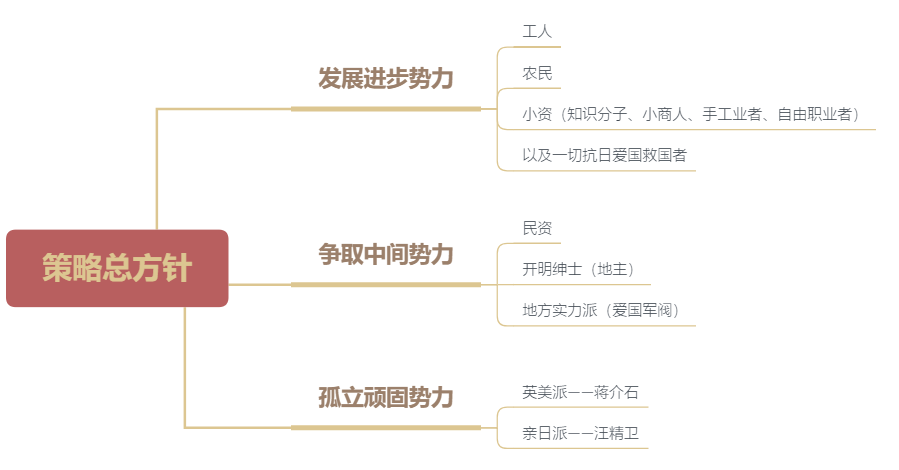 策略总方针
发展进步势力
工人
农民
小资（知识分子、小商人、手工业者、自由职业者）
以及一切抗日爱国救国者
争取中间势力
民资
开明绅士（地主）
地方实力派（爱国军阀）
孤立顽固势力
英美派——蒋介石
亲日派——汪精卫